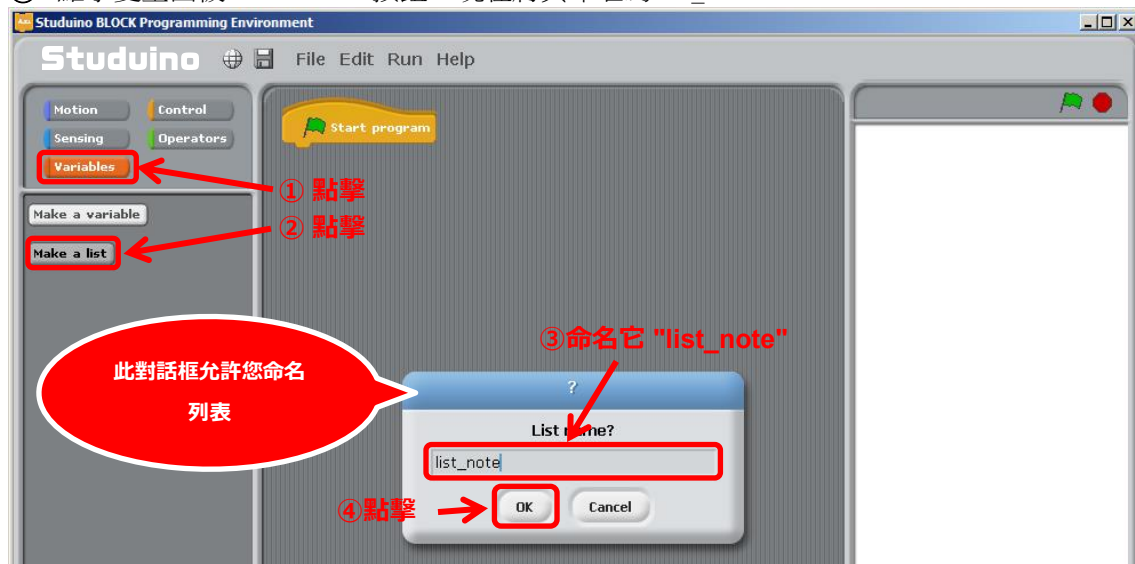 Studuino BLOCK Programming Environment
Studuino File Edit Run Help
Motion Control
Sensing Operators
Variables
Start program
① 點擊
Make a variable
② 點擊
Make a list
③命名它 "list_note"
此對話框允許您命名
列表
?
List name?
list_note
④點擊
OK Cancel